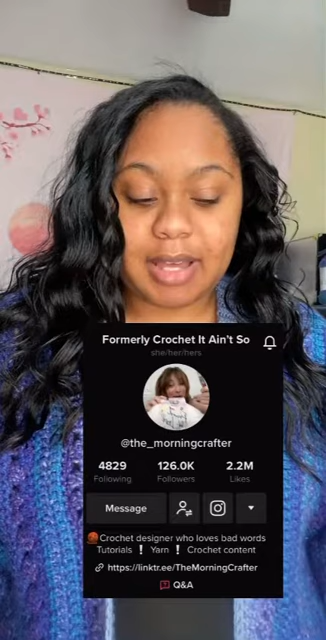 Formerly Crochet It Ain't So
she/her/hers
@the_morningcrafter
4829 126.0K 2.2M
Following Followers Likes
Message
Crochet designer who loves bad words
Tutorials ❕ Yarn ❕ Crochet content
https://linktr.ee/TheMorningCrafter
Q&A